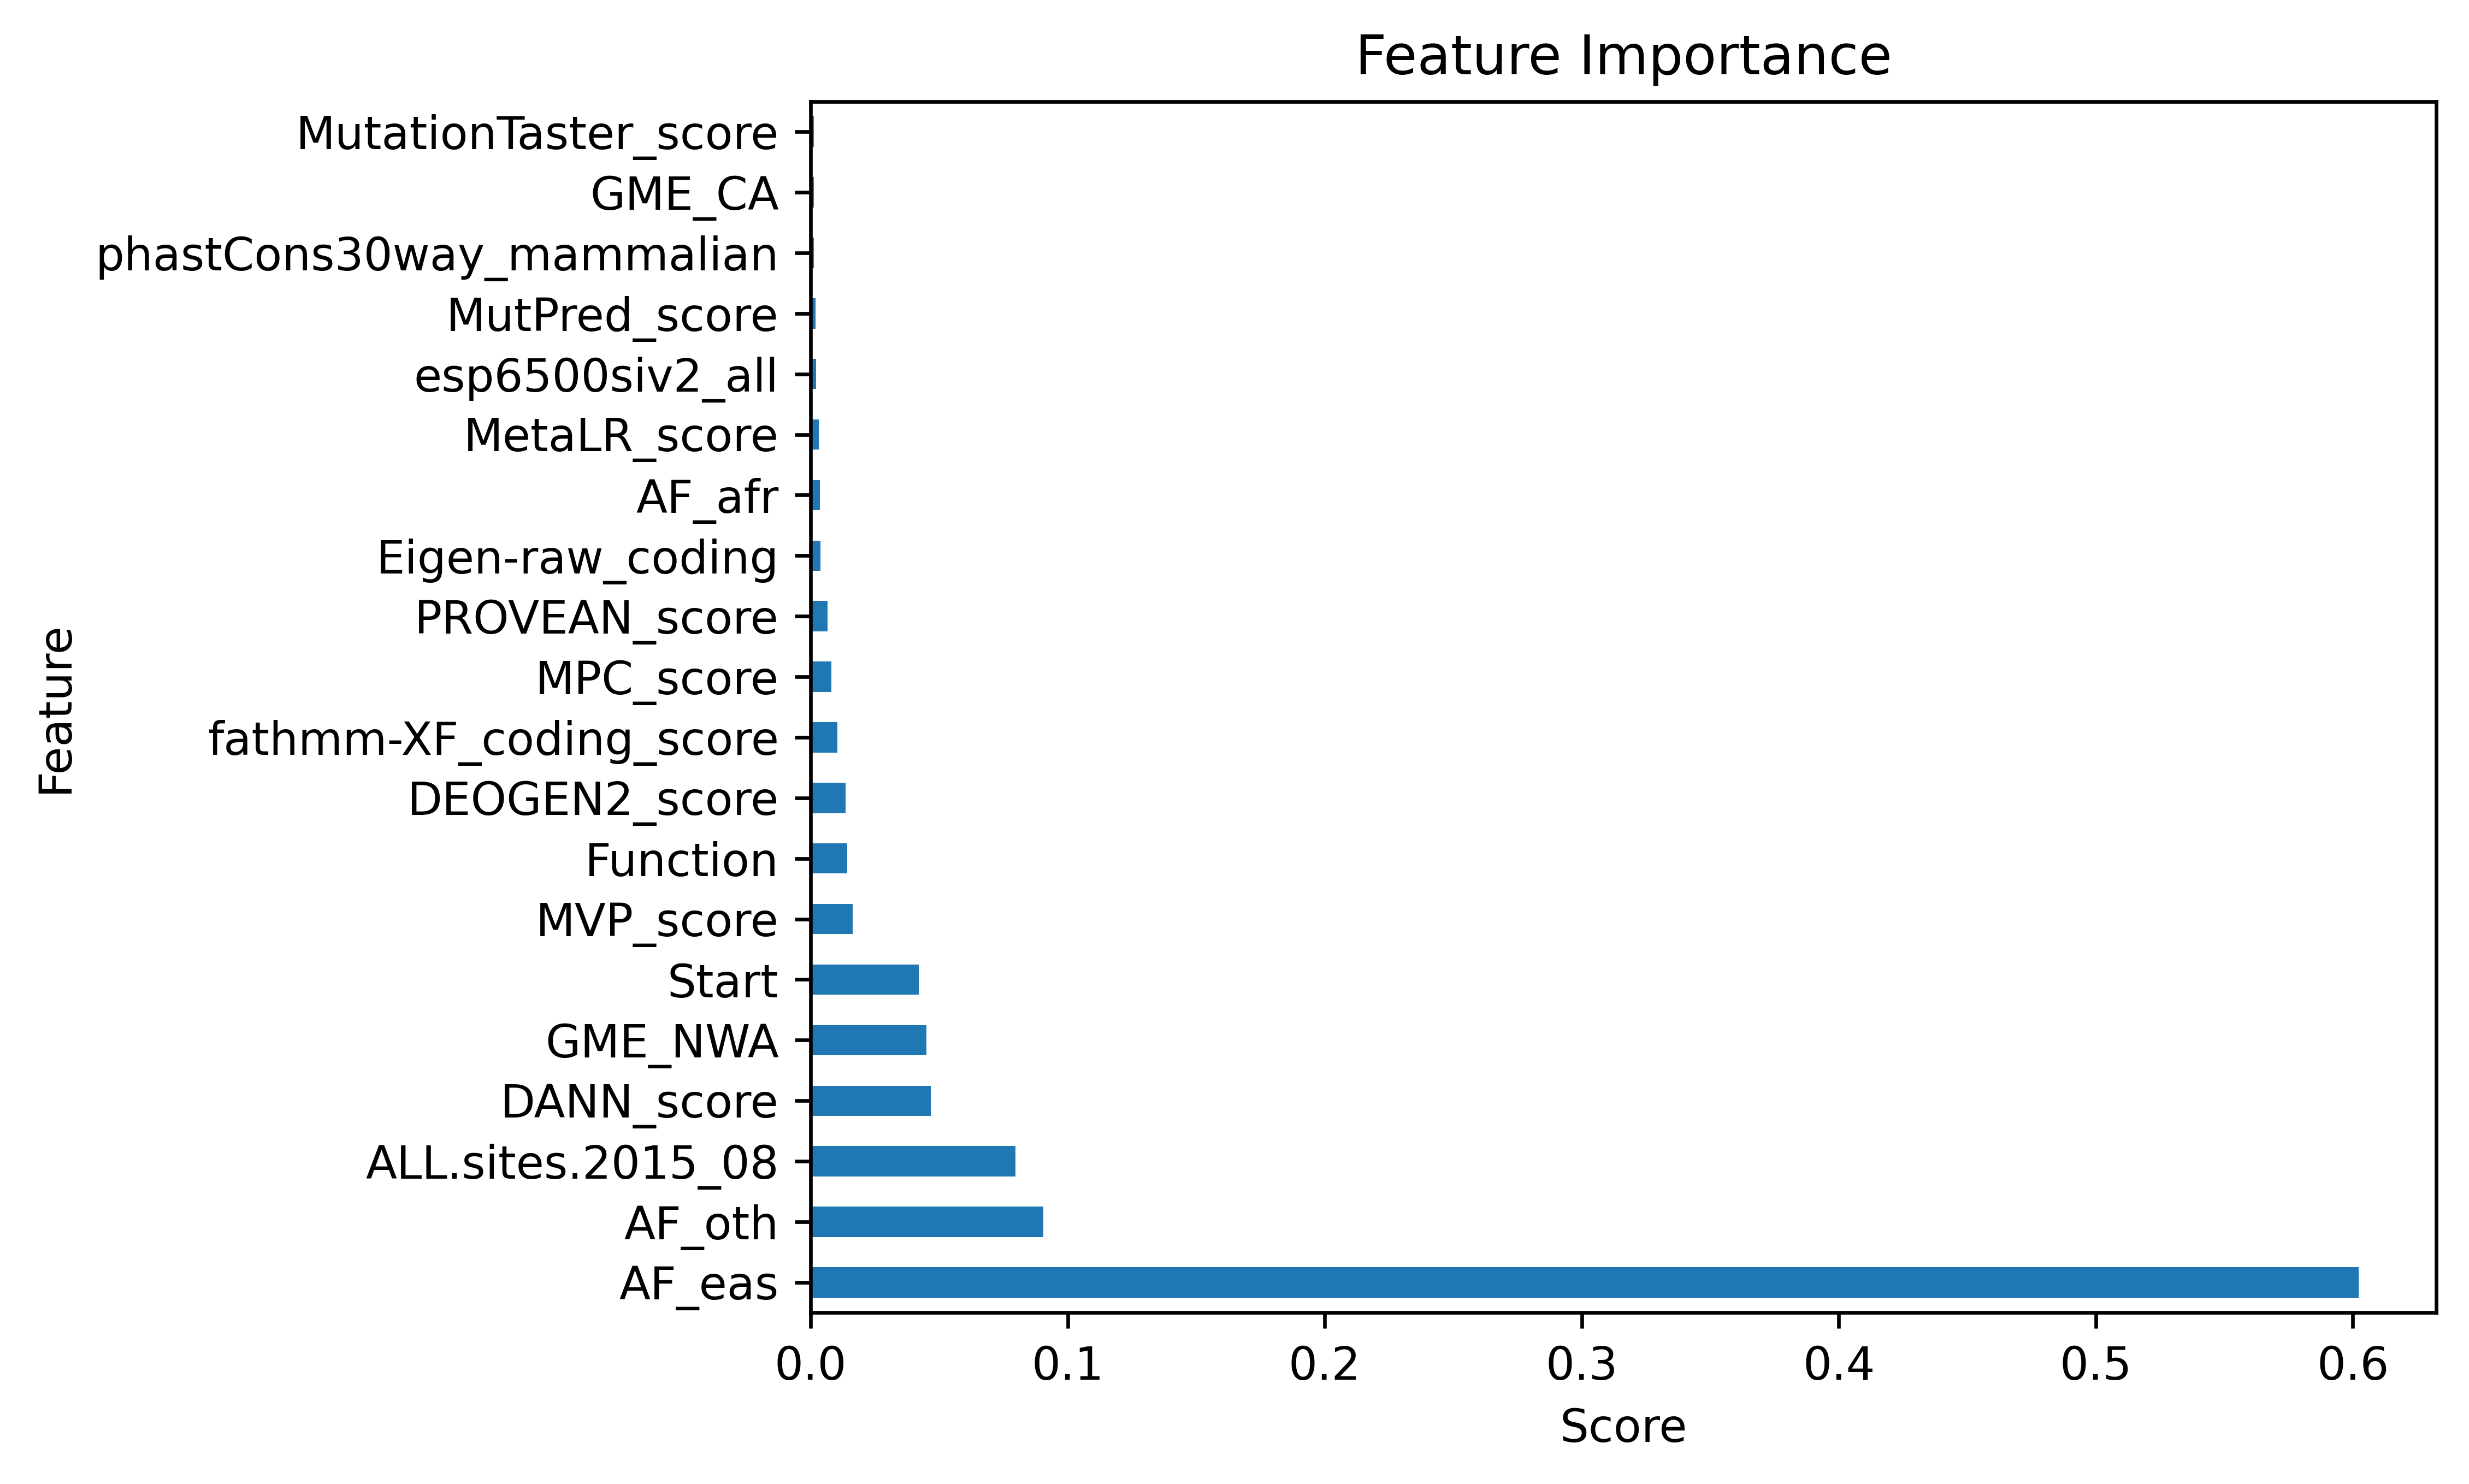 Feature Importance
MutationTaster_score
GME_CA
phastCons30way_mammalian
MutPred_score
esp6500siv2_all
MetaLR_score
AF_afr
Eigen-raw_coding
PROVEAN_score
MPC_score
fathmm-XF_coding_score
DEOGEN2_score
Function
MVP_score
Start
GME_NWA
DANN_score
ALL.sites.2015_08
AF_oth
AF_eas
Feature
0.0 0.1 0.2 0.3 0.4 0.5 0.6
Score